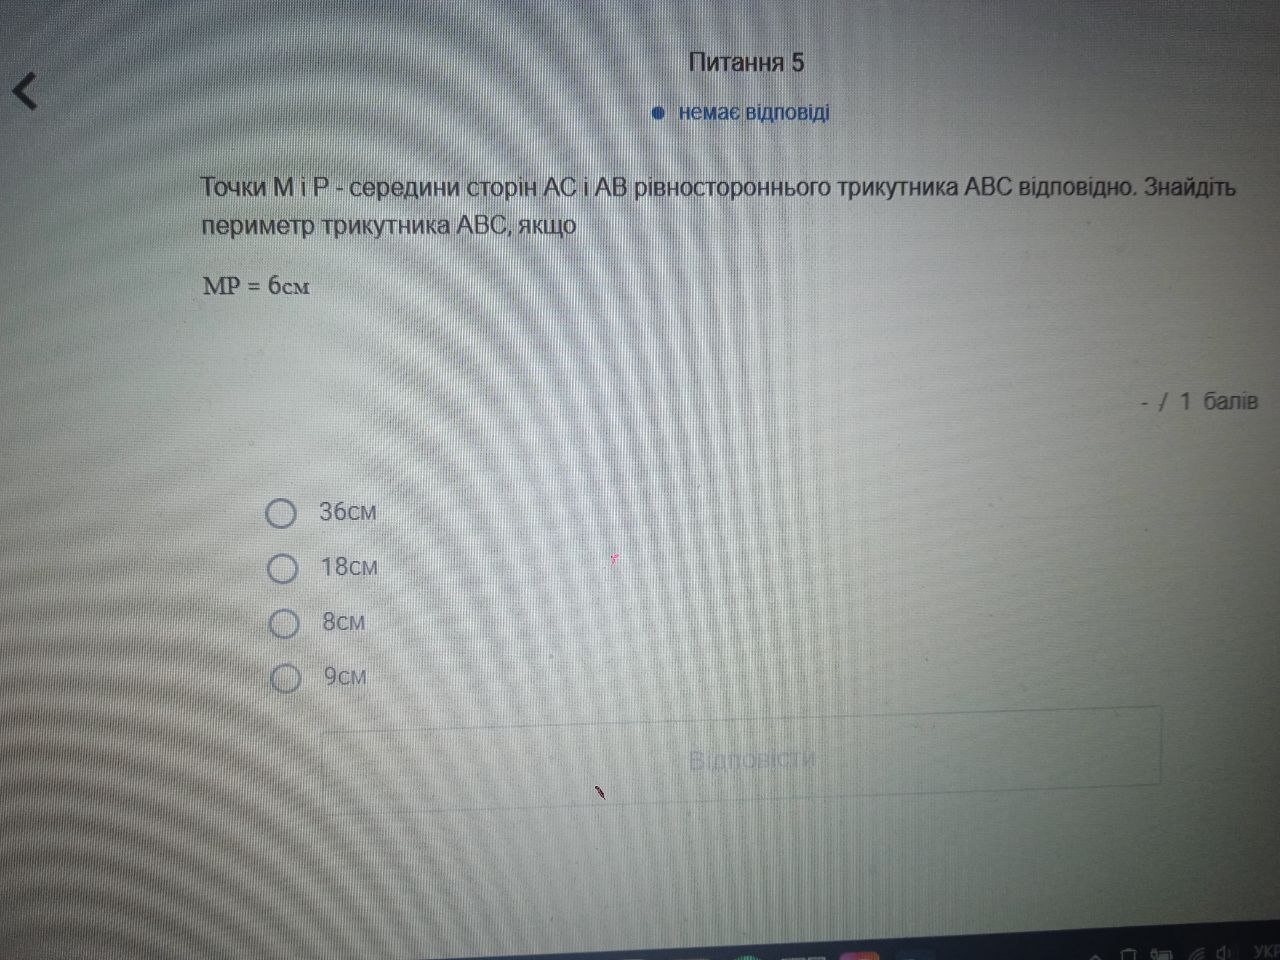 Питання 5
немає відповіді
Точки M і P - середини сторін AC і AB рівностороннього трикутника ABC відповідно. Знайдіть
периметр трикутника ABC, якщо
MP = 6см
- / 1 балів
36см
18см
8см
9см
Відповісти
УКР